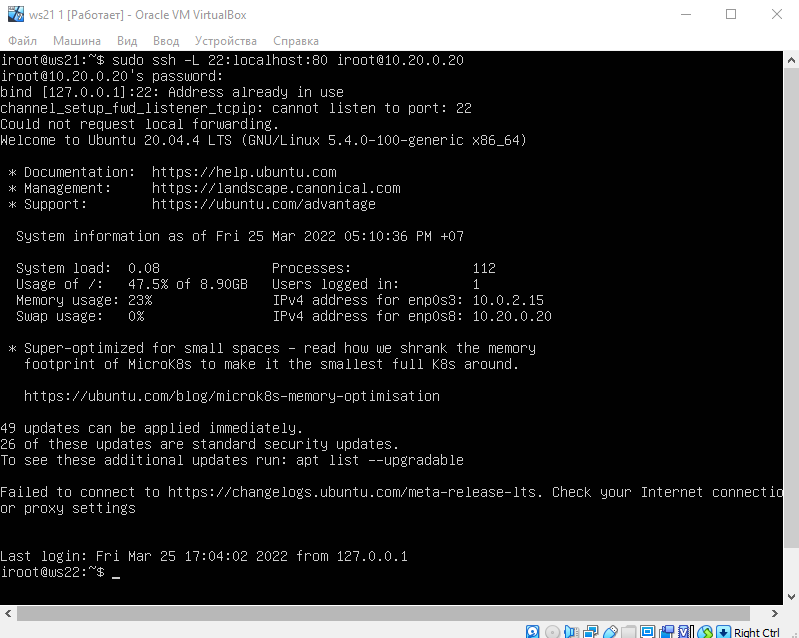 ws21 1 [Работает] - Oracle VM VirtualBox
Файл Машина Вид Ввод Устройства Справка
iroot@ws21:~$ sudo ssh -L 22:localhost:80 iroot@10.20.0.20
iroot@10.20.0.20's password:
bind [127.0.0.1]:22: Address already in use
channel_setup_fwd_listener_tcpip: cannot listen to port: 22
Could not request local forwarding.
Welcome to Ubuntu 20.04.4 LTS (GNU/Linux 5.4.0-100-generic x86_64)
* Documentation: https://help.ubuntu.com
* Management: https://landscape.canonical.com
* Support: https://ubuntu.com/advantage
System information as of Fri 25 Mar 2022 05:10:36 PM +07
System load: 0.08 Processes: 112
Usage of /: 47.5% of 8.90GB Users logged in: 1
Memory usage: 23% IPv4 address for enp0s3: 10.0.2.15
Swap usage: 0% IPv4 address for enp0s8: 10.20.0.20
* Super-optimized for small spaces - read how we shrank the memory
footprint of MicroK8s to make it the smallest full K8s around.
https://ubuntu.com/blog/microk8s-memory-optimisation
49 updates can be applied immediately.
26 of these updates are standard security updates.
To see these additional updates run: apt list --upgradable
Failed to connect to https://changelogs.ubuntu.com/meta-release-lts. Check your Internet connectio
or proxy settings
Last login: Fri Mar 25 17:04:02 2022 from 127.0.0.1
iroot@ws22:~$ _
Right Ctrl